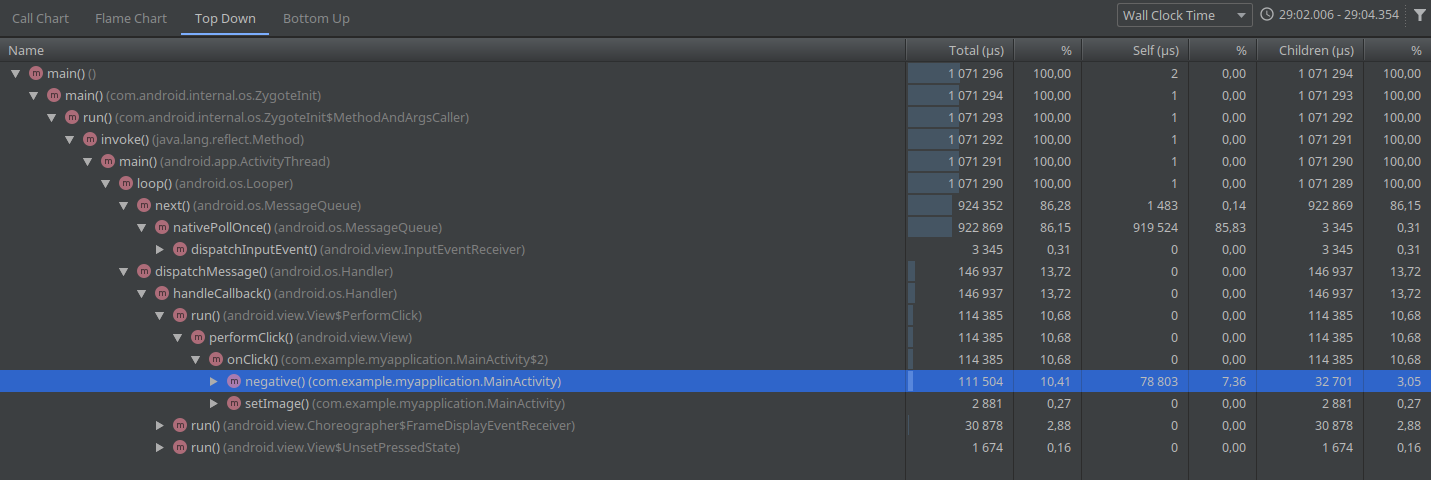 Call Chart Flame Chart Top Down Bottom Up Wall Clock Time 29:02.006 - 29:04.354
Name Total (μs) % Self (μs) % Children (μs) %
m main() () 1 071 296 100,00 2 0,00 1 071 294 100,00
m main() (com.android.internal.os.ZygoteInit) 1 071 294 100,00 1 0,00 1 071 293 100,00
m run() (com.android.internal.os.ZygoteInit$MethodAndArgsCaller) 1 071 293 100,00 1 0,00 1 071 292 100,00
m invoke() (java.lang.reflect.Method) 1 071 292 100,00 1 0,00 1 071 291 100,00
m main() (android.app.ActivityThread) 1 071 291 100,00 1 0,00 1 071 290 100,00
m loop() (android.os.Looper) 1 071 290 100,00 1 0,00 1 071 289 100,00
m next() (android.os.MessageQueue) 924 352 86,28 1 483 0,14 922 869 86,15
m nativePollOnce() (android.os.MessageQueue) 922 869 86,15 919 524 85,83 3 345 0,31
m dispatchInputEvent() (android.view.InputEventReceiver) 3 345 0,31 0 0,00 3 345 0,31
m dispatchMessage() (android.os.Handler) 146 937 13,72 0 0,00 146 937 13,72
m handleCallback() (android.os.Handler) 146 937 13,72 0 0,00 146 937 13,72
m run() (android.view.View$PerformClick) 114 385 10,68 0 0,00 114 385 10,68
m performClick() (android.view.View) 114 385 10,68 0 0,00 114 385 10,68
m onClick() (com.example.myapplication.MainActivity$2) 114 385 10,68 0 0,00 114 385 10,68
m negative() (com.example.myapplication.MainActivity) 111 504 10,41 78 803 7,36 32 701 3,05
m setImage() (com.example.myapplication.MainActivity) 2 881 0,27 0 0,00 2 881 0,27
m run() (android.view.Choreographer$FrameDisplayEventReceiver) 30 878 2,88 0 0,00 30 878 2,88
m run() (android.view.View$UnsetPressedState) 1 674 0,16 0 0,00 1 674 0,16